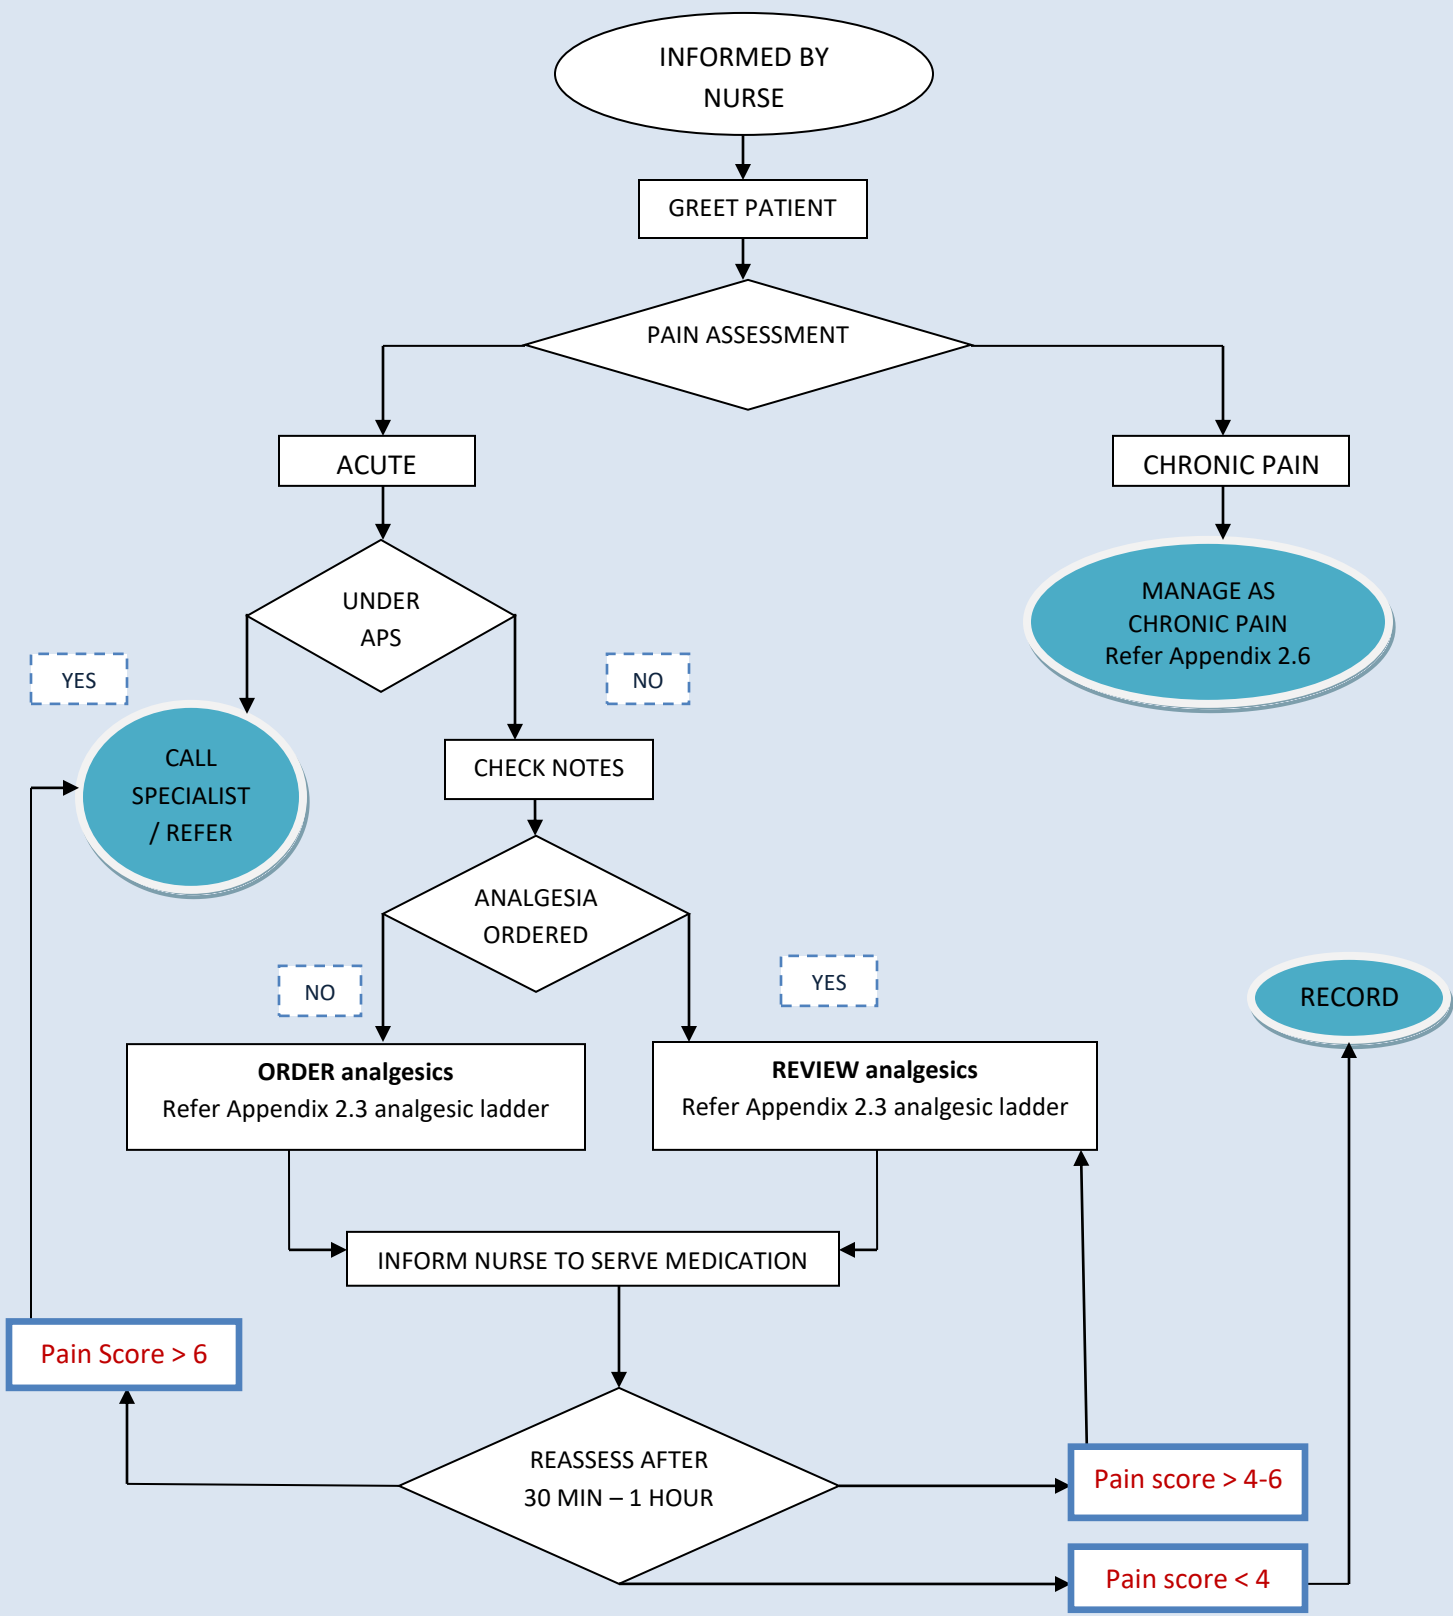 INFORMED BY
NURSE
GREET PATIENT
PAIN ASSESSMENT
ACUTE
CHRONIC PAIN
UNDER
APS
MANAGE AS
CHRONIC PAIN
Refer Appendix 2.6
YES
NO
CALL
SPECIALIST
/ REFER
CHECK NOTES
ANALGESIA
ORDERED
NO
YES
RECORD
ORDER analgesics
Refer Appendix 2.3 analgesic ladder
REVIEW analgesics
Refer Appendix 2.3 analgesic ladder
INFORM NURSE TO SERVE MEDICATION
Pain Score > 6
REASSESS AFTER
30 MIN – 1 HOUR
Pain score > 4-6
Pain score < 4